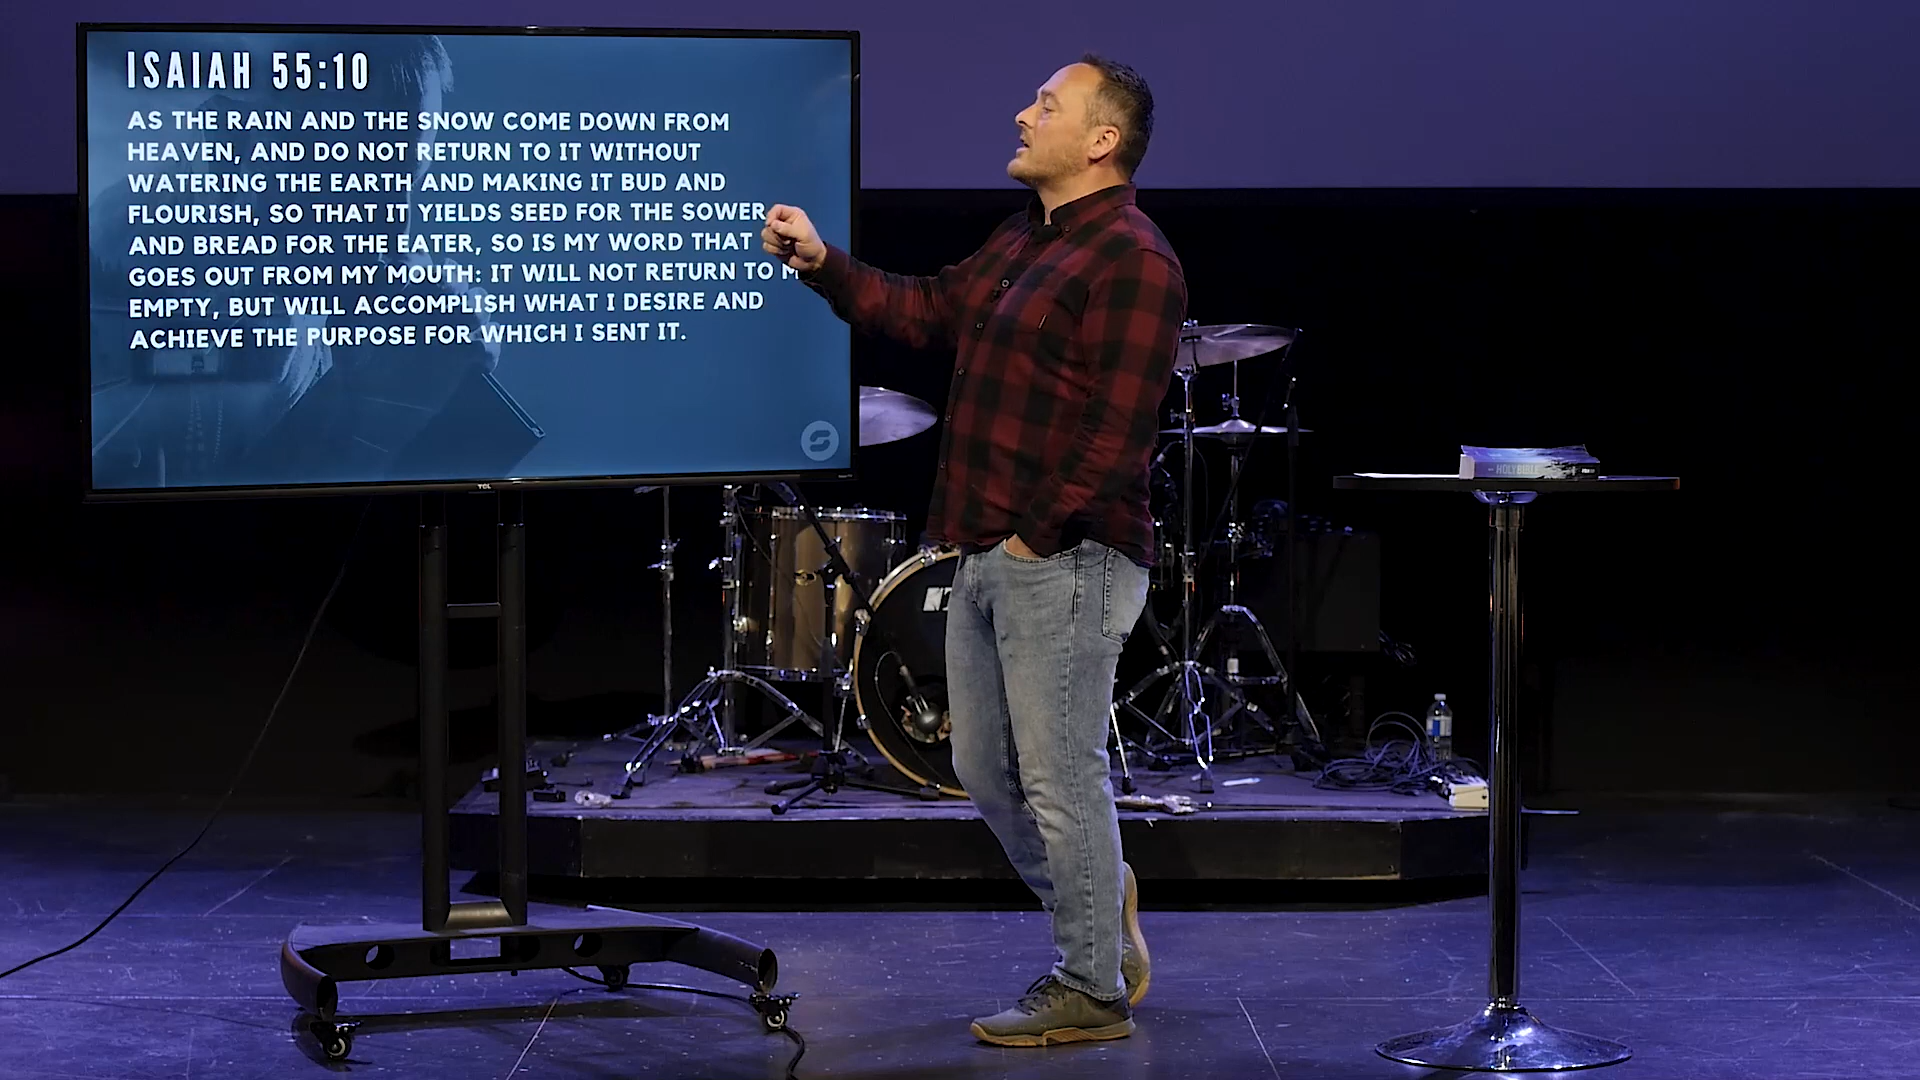 ISAIAH 55:10
AS THE RAIN AND THE SNOW COME DOWN FROM
HEAVEN, AND DO NOT RETURN TO IT WITHOUT
WATERING THE EARTH AND MAKING IT BUD AND
FLOURISH, SO THAT IT YIELDS SEED FOR THE SOWER
AND BREAD FOR THE EATER, SO IS MY WORD THAT
GOES OUT FROM MY MOUTH: IT WILL NOT RETURN TO M
EMPTY, BUT WILL ACCOMPLISH WHAT I DESIRE AND
ACHIEVE THE PURPOSE FOR WHICH I SENT IT.
TCL
HOLY BIBLE